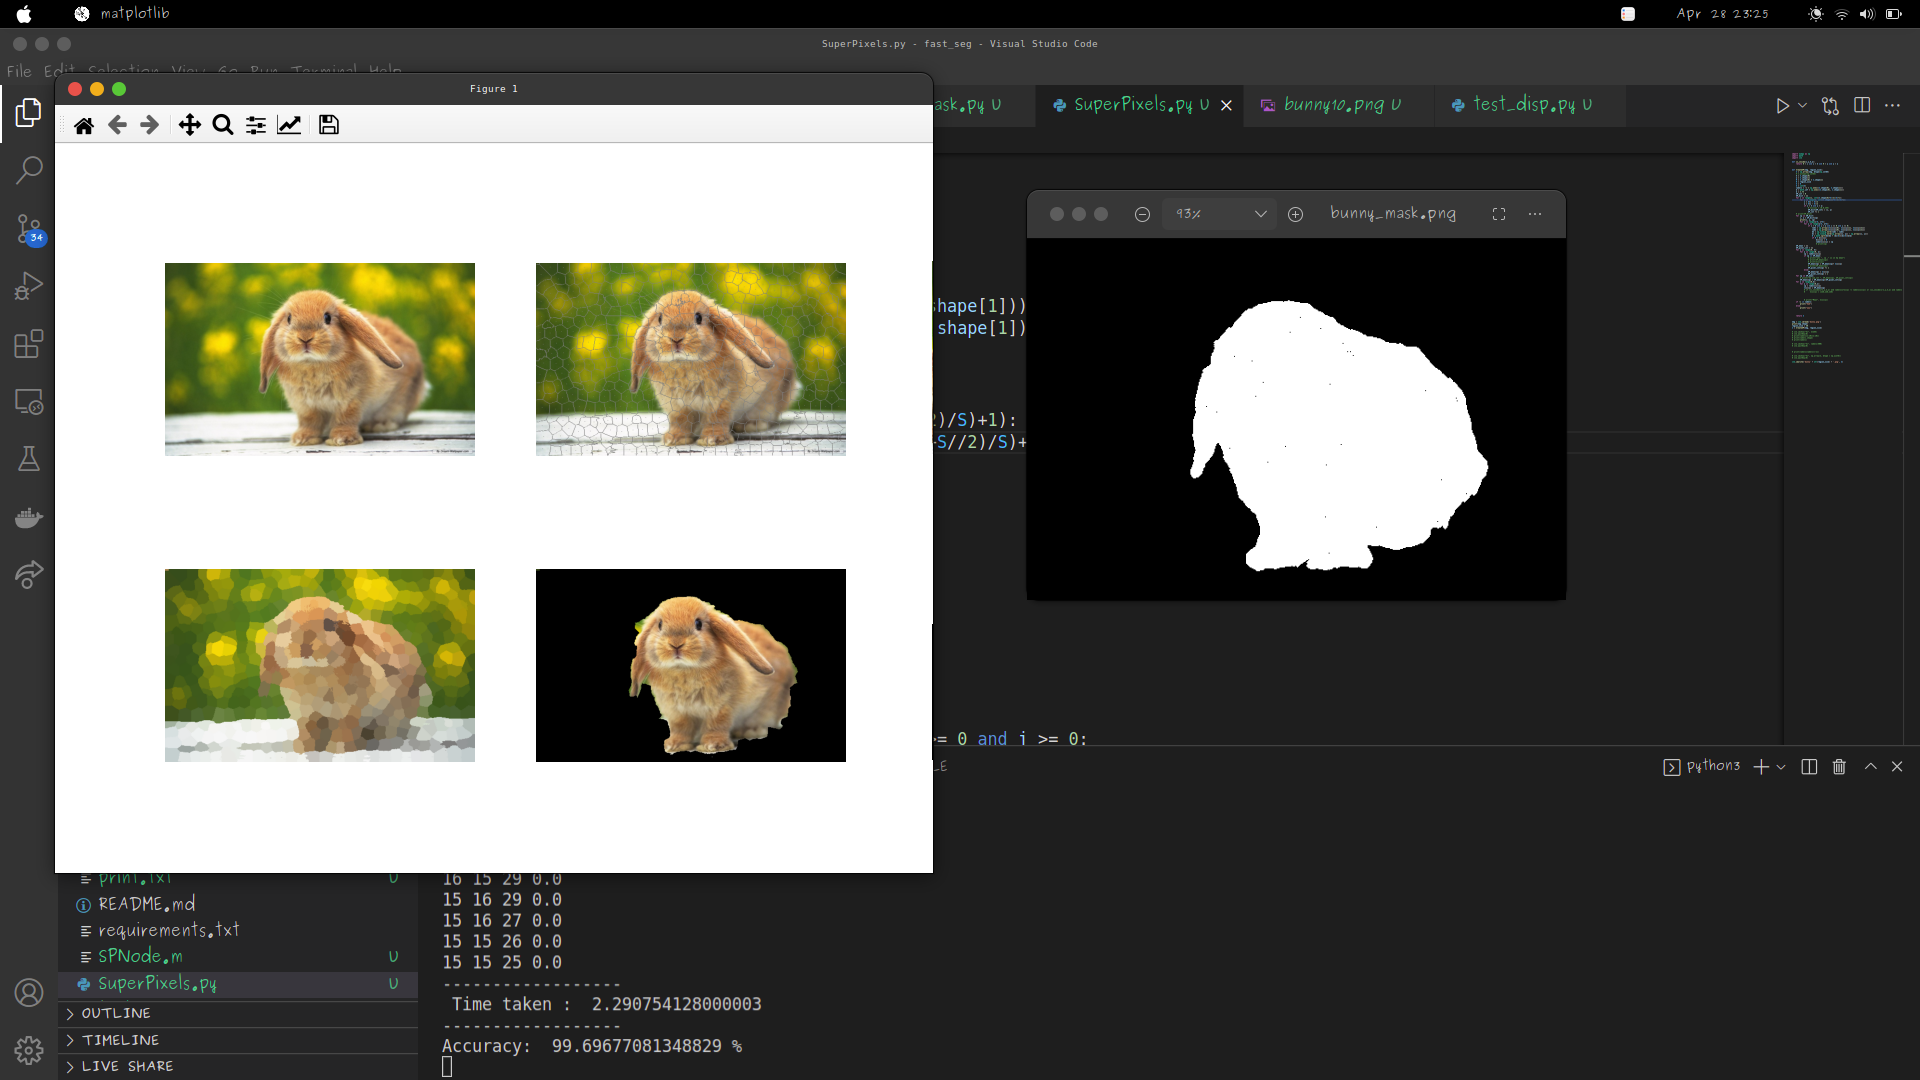 matplotlib
Apr 28 23:25
SuperPixels.py - fast_seg - Visual Studio Code
File Edit Selection View Go Run Terminal Help
Figure 1
ask.py U
SuperPixels.py U
bunny10.png U
test_disp.py U
93%
bunny_mask.png
34
shape[1]))
shape[1])
)/S)+1):
S//2)/S)+
>= 0 and j >= 0:
LE
python3
print.txt U
README.md
requirements.txt
SPNode.m U
SuperPixels.py U
OUTLINE
TIMELINE
LIVE SHARE
16 15 29 0.0
15 16 29 0.0
15 16 27 0.0
15 15 26 0.0
15 15 25 0.0
------------------
Time taken :  2.290754128000003
------------------
Accuracy:  99.69677081348829 %